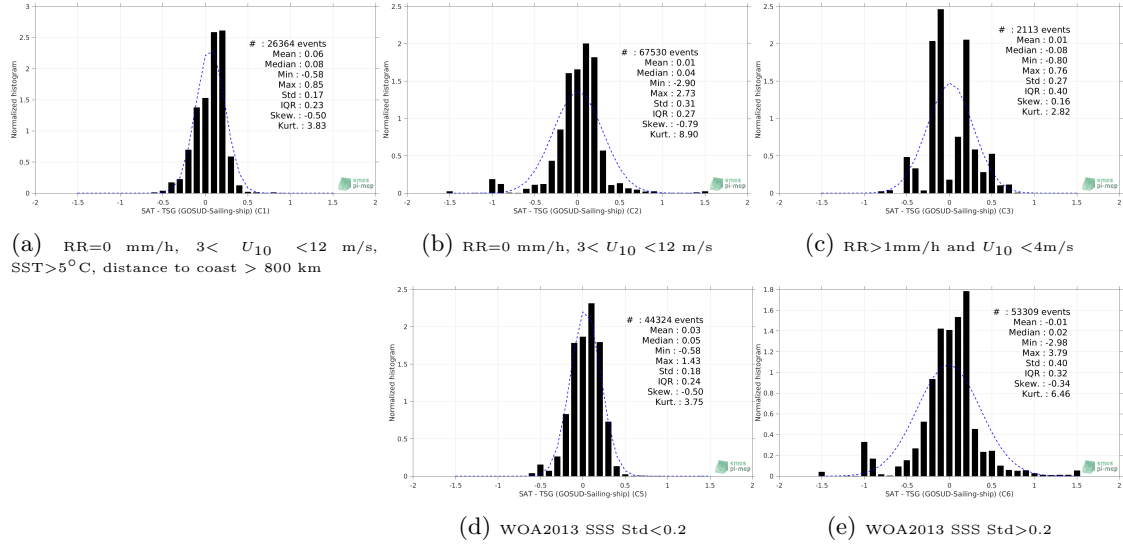 3
2.5
2
1.5
1
0.5
0
-2 -1.5 -1 -0.5 0 0.5 1 1.5 2
Normalized histogram
SAT - TSG (GOSUD-Sailing-ship) (C1)
# : 26364 events
Mean : 0.06
Median : 0.08
Min : -0.58
Max : 0.85
Std : 0.17
IQR : 0.23
Skew. : -0.50
Kurt. : 3.83
smos
pi-mep
(a) RR=0 mm/h, 3< U10 <12 m/s,
SST>5°C, distance to coast > 800 km
2.5
2
1.5
1
0.5
0
-2 -1.5 -1 -0.5 0 0.5 1 1.5 2
Normalized histogram
SAT - TSG (GOSUD-Sailing-ship) (C2)
# : 67530 events
Mean : 0.01
Median : 0.04
Min : -2.90
Max : 2.73
Std : 0.31
IQR : 0.27
Skew. : -0.79
Kurt. : 8.90
smos
pi-mep
(b) RR=0 mm/h, 3< U10 <12 m/s
2.5
2
1.5
1
0.5
0
-2 -1.5 -1 -0.5 0 0.5 1 1.5 2
Normalized histogram
SAT - TSG (GOSUD-Sailing-ship) (C3)
# : 2113 events
Mean : 0.01
Median : -0.08
Min : -0.80
Max : 0.76
Std : 0.27
IQR : 0.40
Skew. : 0.16
Kurt. : 2.82
smos
pi-mep
(c) RR>1mm/h and U10 <4m/s
2.5
2
1.5
1
0.5
0
-2 -1.5 -1 -0.5 0 0.5 1 1.5 2
Normalized histogram
SAT - TSG (GOSUD-Sailing-ship) (C5)
# : 44324 events
Mean : 0.03
Median : 0.05
Min : -0.58
Max : 1.43
Std : 0.18
IQR : 0.24
Skew. : -0.50
Kurt. : 3.75
smos
pi-mep
(d) WOA2013 SSS Std<0.2
1.8
1.6
1.4
1.2
1
0.8
0.6
0.4
0.2
0
-2 -1.5 -1 -0.5 0 0.5 1 1.5 2
Normalized histogram
SAT - TSG (GOSUD-Sailing-ship) (C6)
# : 53309 events
Mean : -0.01
Median : 0.02
Min : -2.98
Max : 3.79
Std : 0.40
IQR : 0.32
Skew. : -0.34
Kurt. : 6.46
smos
pi-mep
(e) WOA2013 SSS Std>0.2